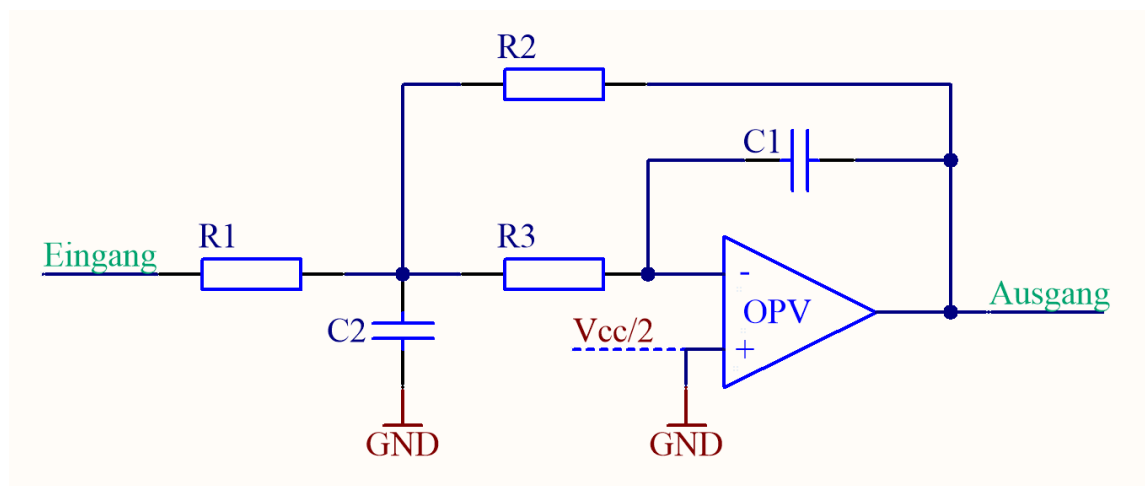 R2
C1
R1
R3
Eingang
Ausgang
-
OPV
C2
Vcc/2
+
GND
GND